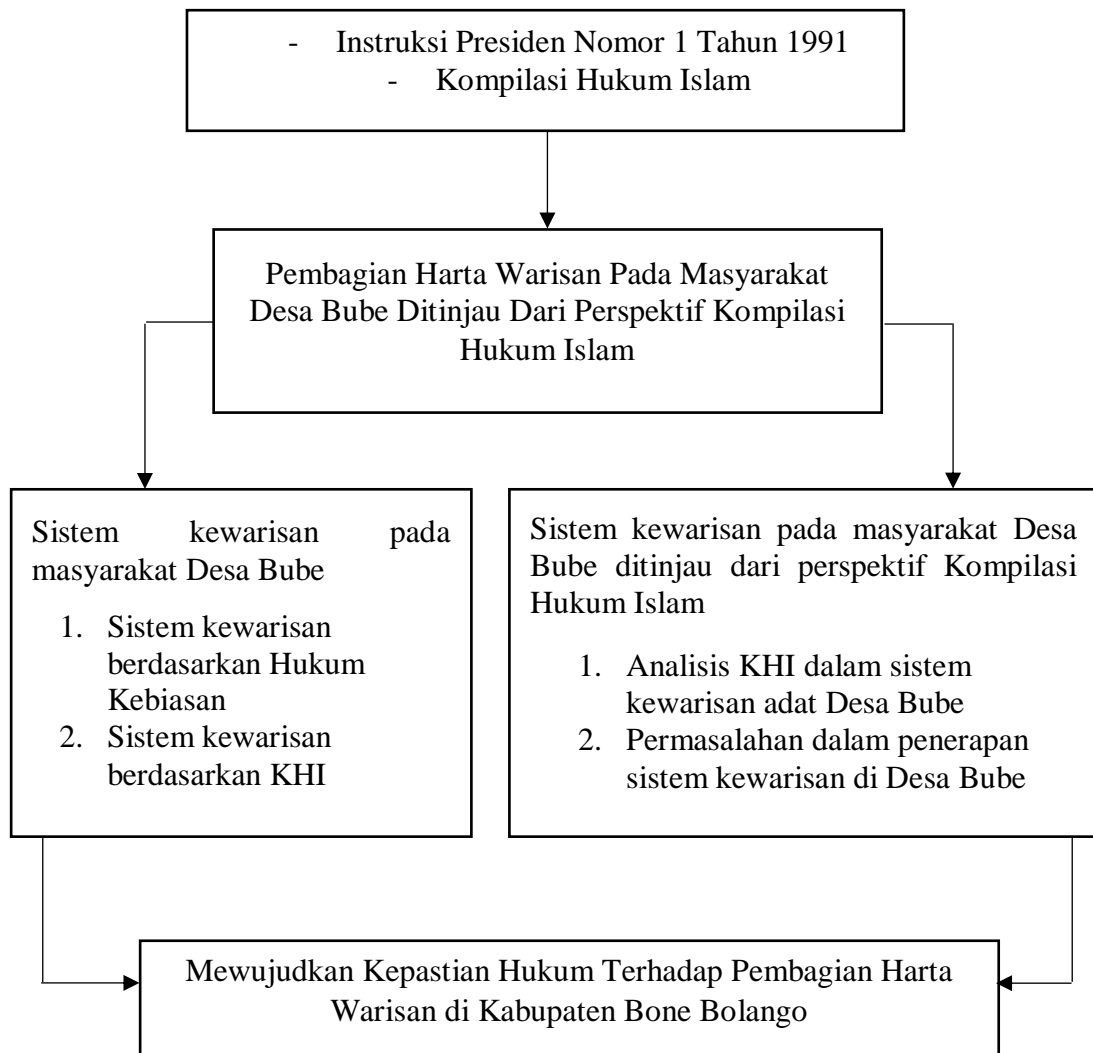 - Instruksi Presiden Nomor 1 Tahun 1991
- Kompilasi Hukum Islam
Pembagian Harta Warisan Pada Masyarakat
Desa Bube Ditinjau Dari Perspektif Kompilasi
Hukum Islam
Sistem kewarisan pada
masyarakat Desa Bube
1. Sistem kewarisan
berdasarkan Hukum
Kebiasan
2. Sistem kewarisan
berdasarkan KHI
Sistem kewarisan pada masyarakat Desa
Bube ditinjau dari perspektif Kompilasi
Hukum Islam
1. Analisis KHI dalam sistem
kewarisan adat Desa Bube
2. Permasalahan dalam penerapan
sistem kewarisan di Desa Bube
Mewujudkan Kepastian Hukum Terhadap Pembagian Harta
Warisan di Kabupaten Bone Bolango